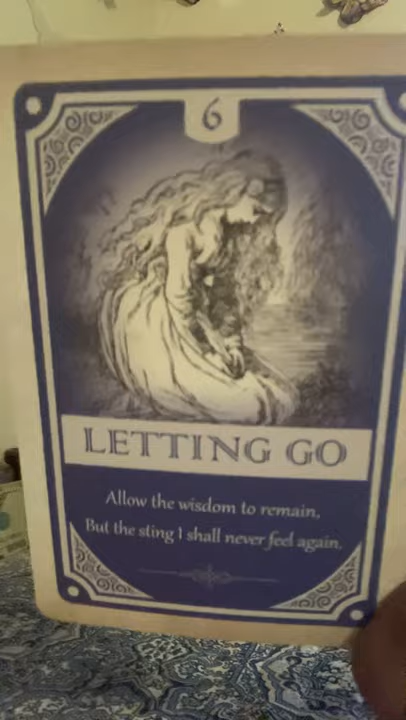 6
LETTING GO
Allow the wisdom to remain,
But the sting I shall never feel again.